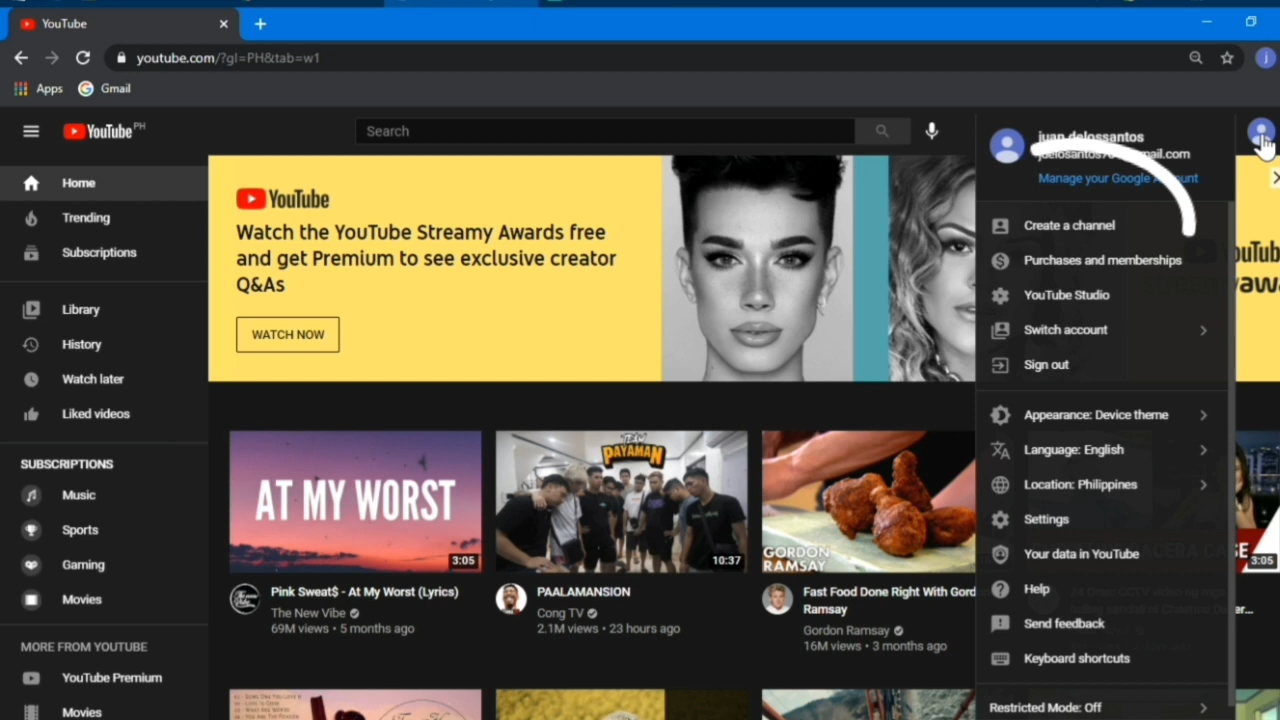 YouTube
youtube.com/?gl=PH&tab=w1
j
Apps
Gmail
YouTube PH
Search
juan delossantos
Manage your Google
Home
Trending
Subscriptions
Library
History
Watch later
Liked videos
SUBSCRIPTIONS
Music
Sports
Gaming
Movies
MORE FROM YOUTUBE
YouTube Premium
Movies
YouTube
Watch the YouTube Streamy Awards free
and get Premium to see exclusive creator
Q&As
WATCH NOW
Create a channel
Purchases and memberships
YouTube Studio
Switch account
Sign out
Appearance: Device theme
Language: English
Location: Philippines
Settings
Your data in YouTube
Help
Send feedback
Keyboard shortcuts
Restricted Mode: Off
AT MY WORST
3:05
TEAM
PAYAMAN
10:37
GORDON
RAMSAY
3:05
Pink Sweat$ - At My Worst (Lyrics)
The New Vibe
69M views • 5 months ago
PAALAMANSION
Cong TV
2.1M views • 23 hours ago
Fast Food Done Right With Gord
Ramsay
Gordon Ramsay
16M views • 3 months ago